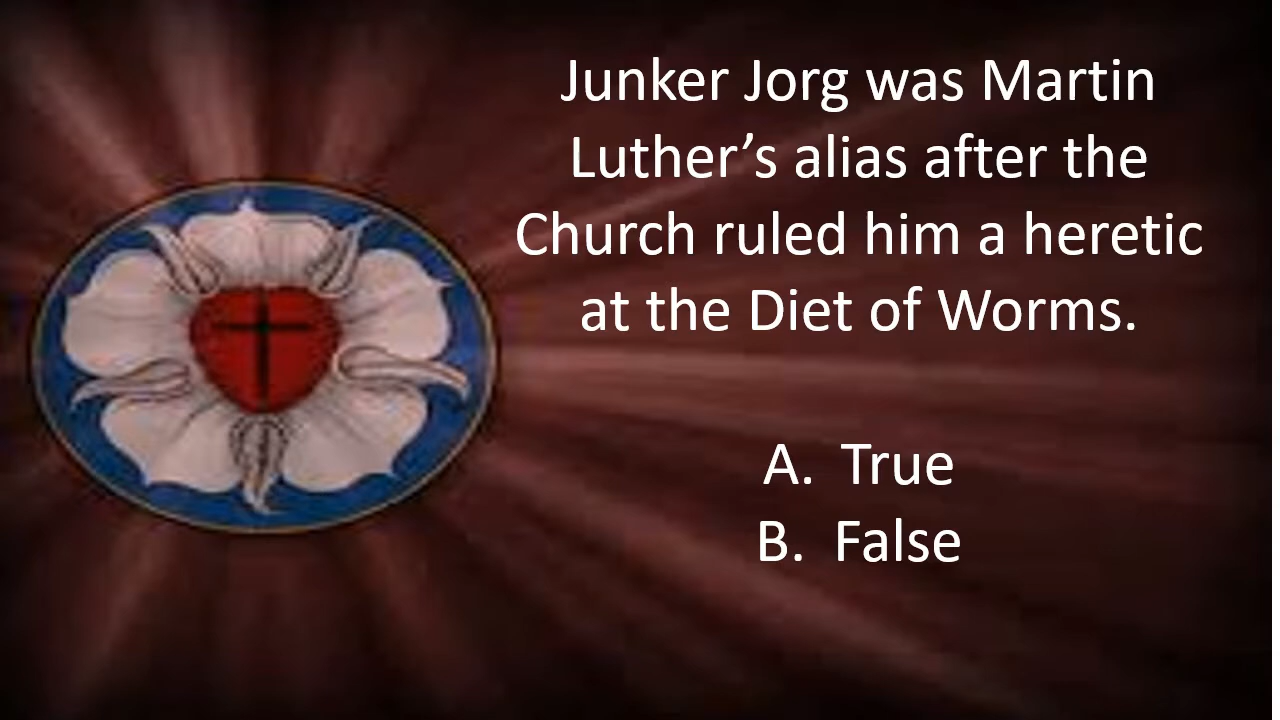 Junker Jorg was Martin
Luther’s alias after the
Church ruled him a heretic
at the Diet of Worms.
A. True
B. False